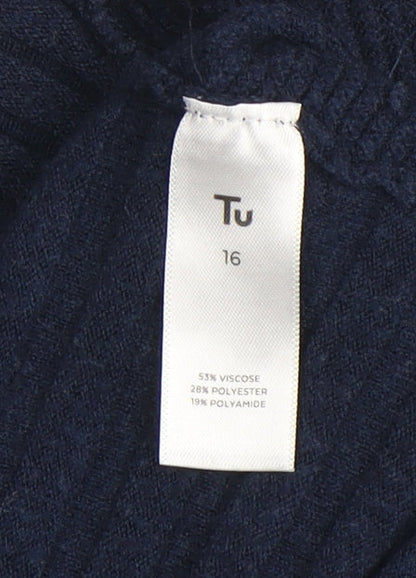 Tu
16
53% VISCOSE
28% POLYESTER
19% POLYAMIDE